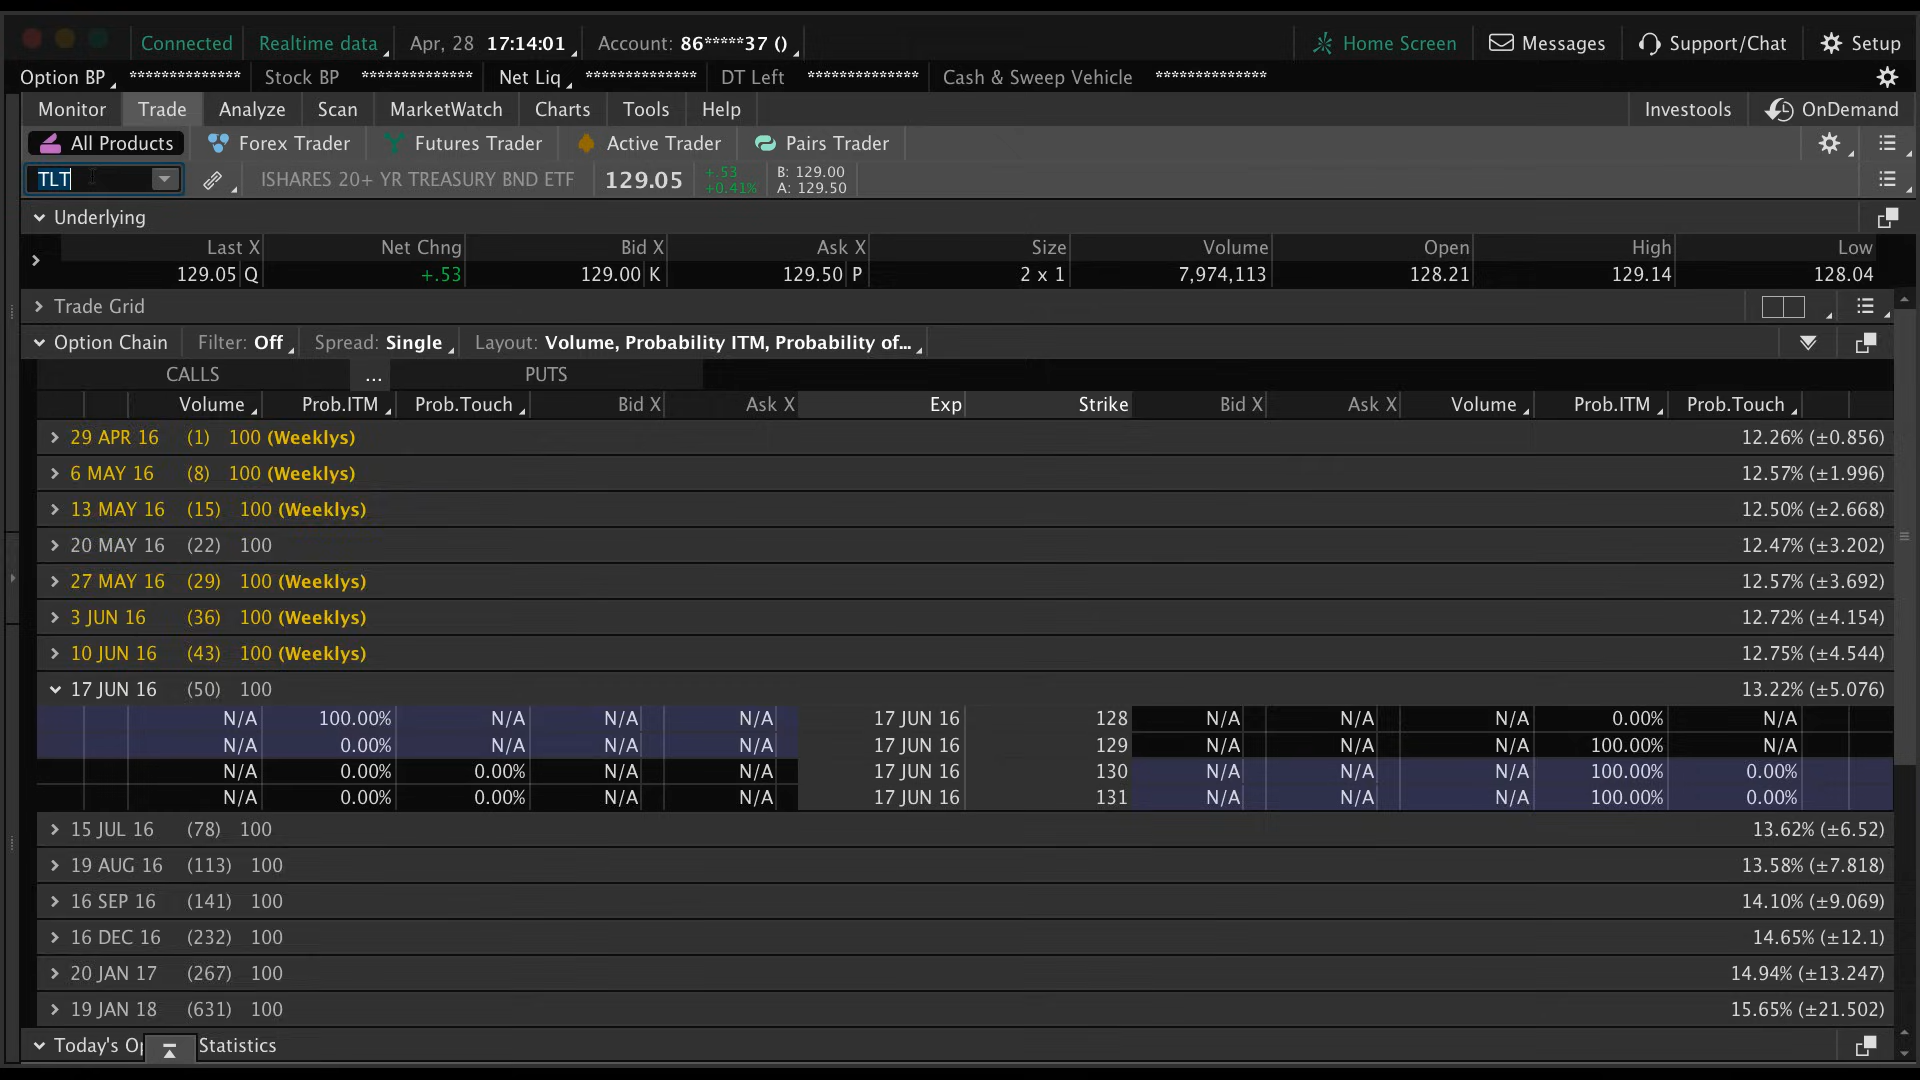 Connected Realtime data Apr, 28 17:14:01 Account: 86*****37 () Home Screen Messages Support/Chat Setup
Option BP ************** Stock BP ************** Net Liq ************** DT Left ************** Cash & Sweep Vehicle **************
Monitor Trade Analyze Scan MarketWatch Charts Tools Help Investools OnDemand
All Products Forex Trader Futures Trader Active Trader Pairs Trader
TLT ISHARES 20+ YR TREASURY BND ETF 129.05 +.53 +0.41% B: 129.00 A: 129.50
Underlying
Last X Net Chng Bid X Ask X Size Volume Open High Low
129.05 Q +.53 129.00 K 129.50 P 2 x 1 7,974,113 128.21 129.14 128.04
Trade Grid
Option Chain Filter: Off Spread: Single Layout: Volume, Probability ITM, Probability of...
CALLS ... PUTS
Volume Prob.ITM Prob.Touch Bid X Ask X Exp Strike Bid X Ask X Volume Prob.ITM Prob.Touch
29 APR 16 (1) 100 (Weeklys) 12.26% (±0.856)
6 MAY 16 (8) 100 (Weeklys) 12.57% (±1.996)
13 MAY 16 (15) 100 (Weeklys) 12.50% (±2.668)
20 MAY 16 (22) 100 12.47% (±3.202)
27 MAY 16 (29) 100 (Weeklys) 12.57% (±3.692)
3 JUN 16 (36) 100 (Weeklys) 12.72% (±4.154)
10 JUN 16 (43) 100 (Weeklys) 12.75% (±4.544)
17 JUN 16 (50) 100 13.22% (±5.076)
N/A 100.00% N/A N/A N/A 17 JUN 16 128 N/A N/A N/A 0.00% N/A
N/A 0.00% N/A N/A N/A 17 JUN 16 129 N/A N/A N/A 100.00% N/A
N/A 0.00% 0.00% N/A N/A 17 JUN 16 130 N/A N/A N/A 100.00% 0.00%
N/A 0.00% 0.00% N/A N/A 17 JUN 16 131 N/A N/A N/A 100.00% 0.00%
15 JUL 16 (78) 100 13.62% (±6.52)
19 AUG 16 (113) 100 13.58% (±7.818)
16 SEP 16 (141) 100 14.10% (±9.069)
16 DEC 16 (232) 100 14.65% (±12.1)
20 JAN 17 (267) 100 14.94% (±13.247)
19 JAN 18 (631) 100 15.65% (±21.502)
Today's Op Statistics